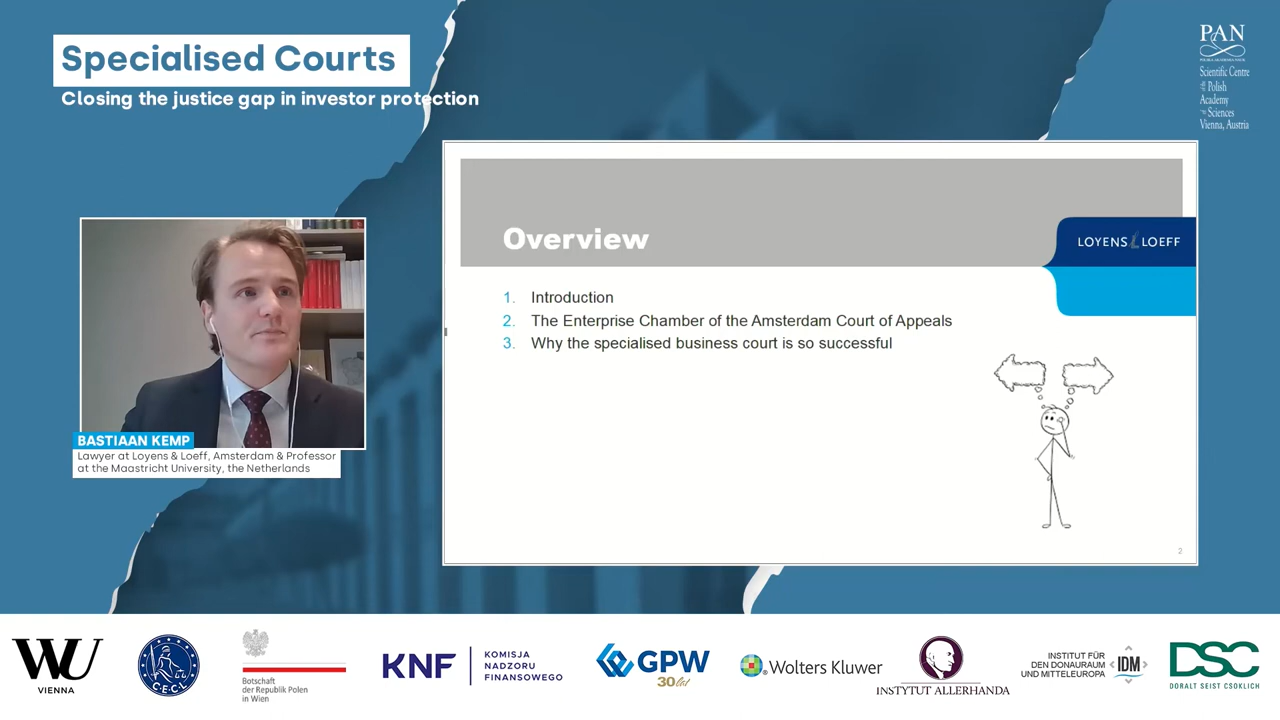 Specialised Courts
Closing the justice gap in investor protection
PAN
Scientific Centre
Polish
Academy
Sciences
Vienna, Austria
Overview
LOYENS LOEFF
1. Introduction
2. The Enterprise Chamber of the Amsterdam Court of Appeals
3. Why the specialised business court is so successful
2
BASTIAAN KEMP
Lawyer at Loyens & Loeff, Amsterdam & Professor
at the Maastricht University, the Netherlands
WU
VIENNA
C·E·C·L
Botschaft
der Republik Polen
in Wien
KNF
KOMISJA
NADZORU
FINANSOWEGO
GPW
30 lat
Wolters Kluwer
INSTYTUT ALLERHANDA
INSTITUT FÜR
DEN DONAURAUM
UND MITTELEUROPA
IDM
DSC
DORALT SEIST CSOKLICH